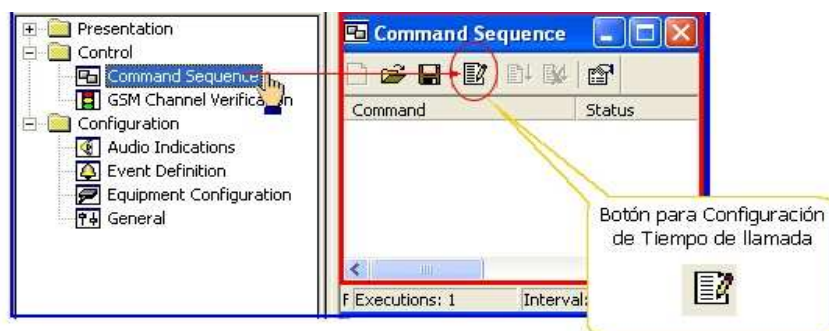 Presentation
Control
Command Sequence
GSM Channel Verification
Configuration
Audio Indications
Event Definition
Equipment Configuration
General
Command Sequence
Command Status
Executions: 1 Interval:
Botón para Configuración
de Tiempo de llamada